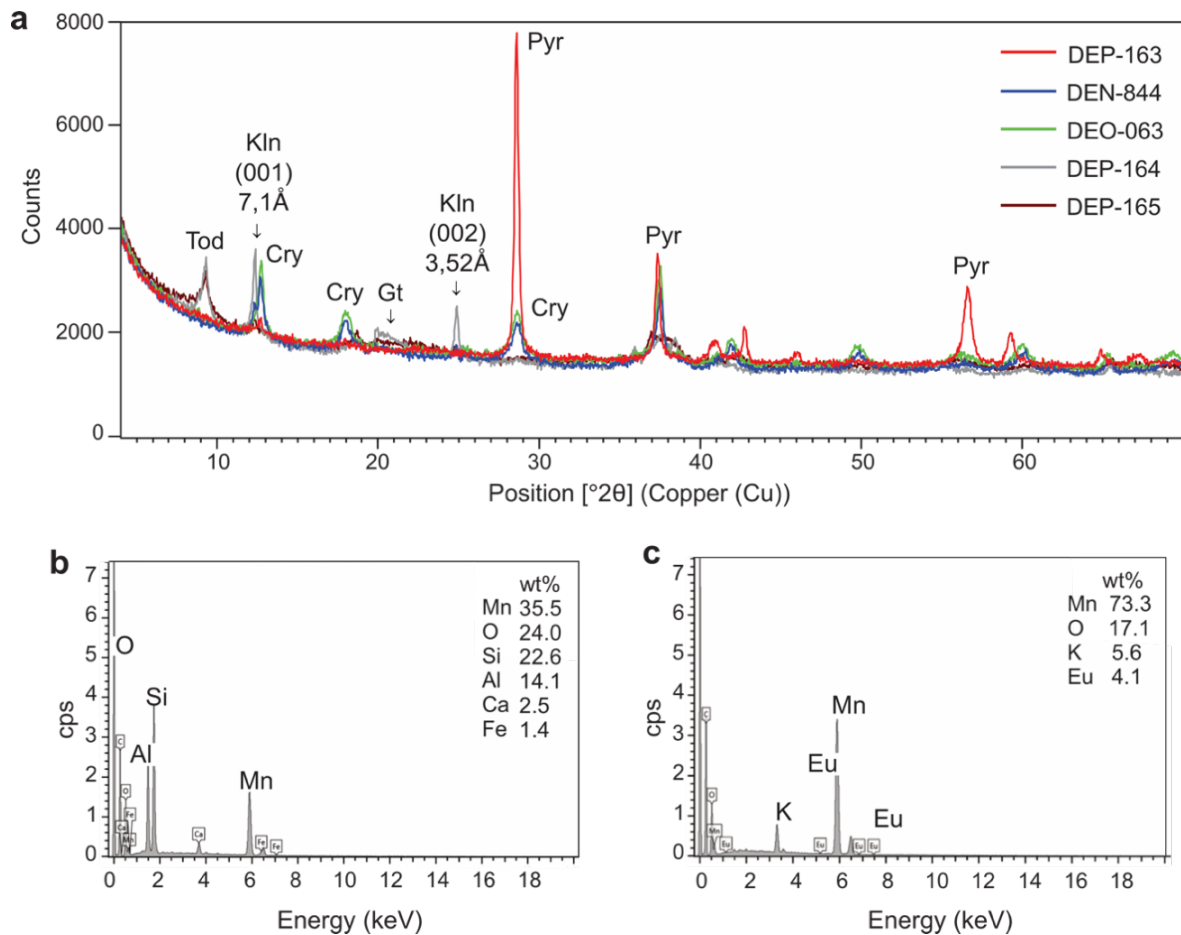 a
8000
6000
4000
2000
0
Counts
Tod
Kln
(001)
7,1Å
↓
Cry
Cry
Gt
↓
Kln
(002)
3,52Å
↓
Pyr
Cry
Pyr
Pyr
DEP-163
DEN-844
DEO-063
DEP-164
DEP-165
10 20 30 40 50 60
Position [°2θ] (Copper (Cu))
b
7
6
5
4
3
2
1
0
cps
O
Si
Al
Mn
C
O
Fe
Ca
Mn
Ca
Fe
Fe
wt%
Mn 35.5
O 24.0
Si 22.6
Al 14.1
Ca 2.5
Fe 1.4
0 2 4 6 8 10 12 14 16 18
Energy (keV)
c
7
6
5
4
3
2
1
0
cps
Mn
Eu
K
Eu
C
O
Mn
Eu
Eu
Eu
Eu
wt%
Mn 73.3
O 17.1
K 5.6
Eu 4.1
0 2 4 6 8 10 12 14 16 18
Energy (keV)